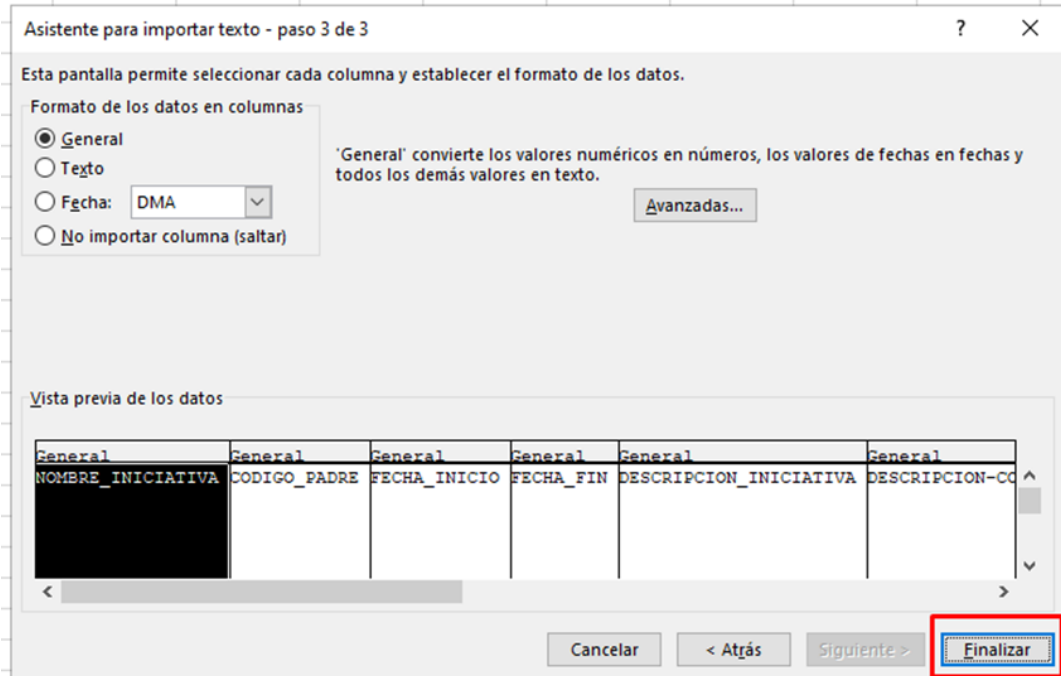 Asistente para importar texto - paso 3 de 3
Esta pantalla permite seleccionar cada columna y establecer el formato de los datos.
Formato de los datos en columnas
General
Texto
Fecha: DMA
No importar columna (saltar)
'General' convierte los valores numéricos en números, los valores de fechas en fechas y
todos los demás valores en texto.
Avanzadas...
Vista previa de los datos
General General General General General General
NOMBRE_INICIATIVA CODIGO_PADRE FECHA_INICIO FECHA_FIN DESCRIPCION_INICIATIVA DESCRIPCION-CO
Cancelar < Atrás Siguiente > Finalizar